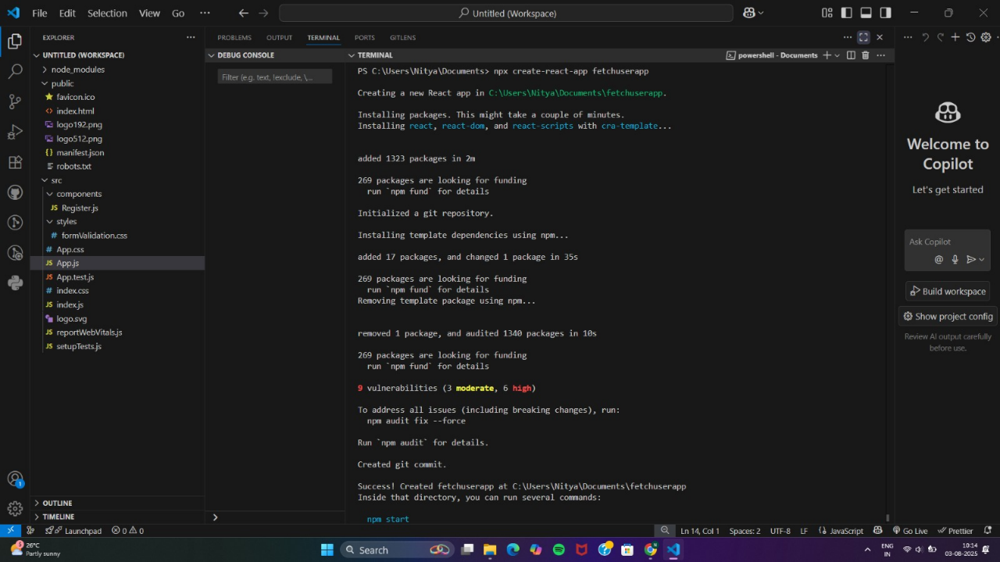 File Edit Selection View Go ··· Untitled (Workspace)
EXPLORER ···
UNTITLED (WORKSPACE)
node_modules
public
favicon.ico
index.html
logo192.png
logo512.png
manifest.json
robots.txt
src
components
JS Register.js
styles
# formValidation.css
# App.css
JS App.js
JS App.test.js
# index.css
JS index.js
logo.svg
JS reportWebVitals.js
JS setupTests.js
OUTLINE
TIMELINE
PROBLEMS OUTPUT TERMINAL PORTS GITLENS
DEBUG CONSOLE
Filter (e.g. text, !exclude, \...
TERMINAL
powershell - Documents
PS C:\Users\Nitya\Documents> npx create-react-app fetchuserapp
Creating a new React app in C:\Users\Nitya\Documents\fetchuserapp.
Installing packages. This might take a couple of minutes.
Installing react, react-dom, and react-scripts with cra-template...
added 1323 packages in 2m
269 packages are looking for funding
run `npm fund` for details
Initialized a git repository.
Installing template dependencies using npm...
added 17 packages, and changed 1 package in 35s
269 packages are looking for funding
run `npm fund` for details
Removing template package using npm...
removed 1 package, and audited 1340 packages in 10s
269 packages are looking for funding
run `npm fund` for details
9 vulnerabilities (3 moderate, 6 high)
To address all issues (including breaking changes), run:
npm audit fix --force
Run `npm audit` for details.
Created git commit.
Success! Created fetchuserapp at C:\Users\Nitya\Documents\fetchuserapp
Inside that directory, you can run several commands:
npm start
Welcome to
Copilot
Let's get started
Ask Copilot
Build workspace
Show project config
Review AI output carefully
before use.
1
Launchpad 0 0 Ln 14, Col 1 Spaces: 2 UTF-8 LF JavaScript Go Live Prettier
26°C
Partly sunny
Search
ENG
IN
10:14
03-08-2025